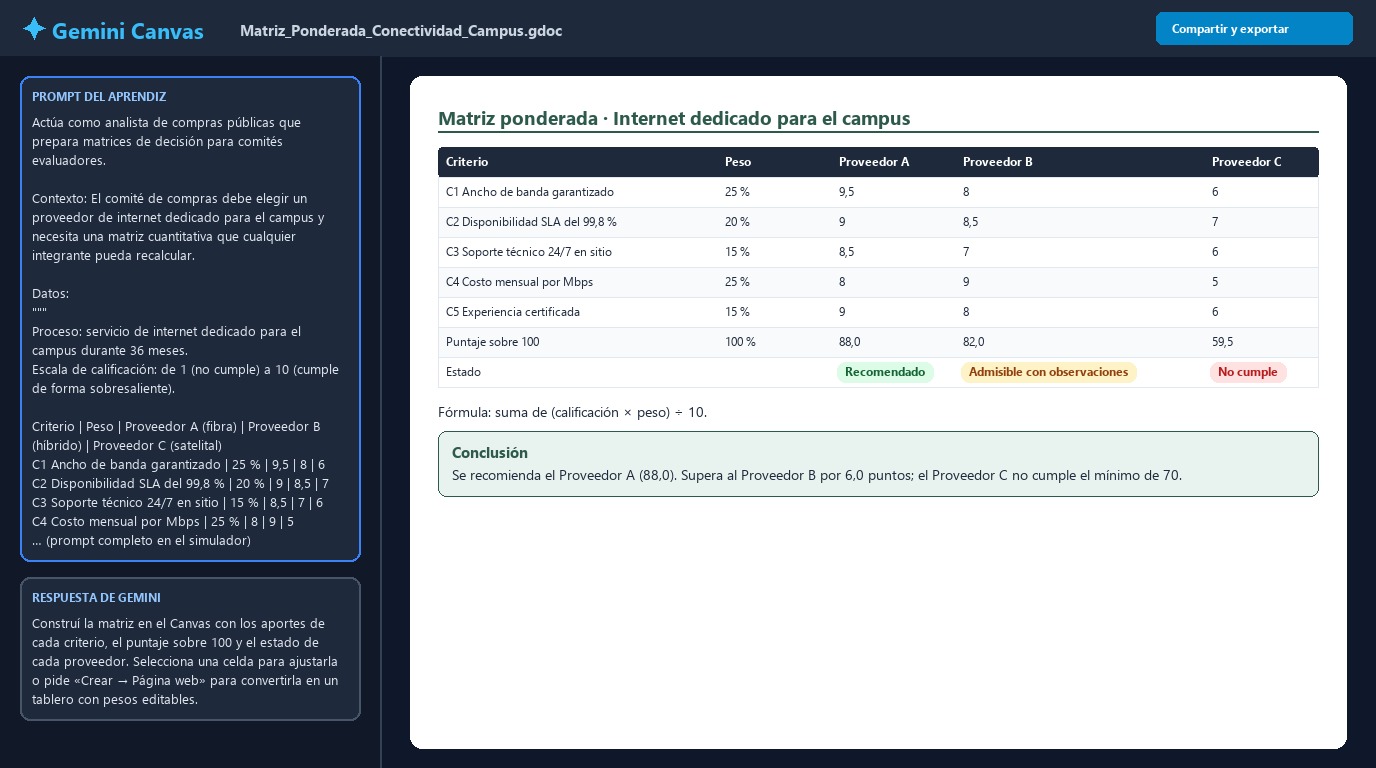 Gemini Canvas
Matriz_Ponderada_Conectividad_Campus.gdoc
Compartir y exportar
PROMPT DEL APRENDIZ
Actúa como analista de compras públicas que
prepara matrices de decisión para comités
evaluadores.
Contexto: El comité de compras debe elegir un
proveedor de internet dedicado para el campus y
necesita una matriz cuantitativa que cualquier
integrante pueda recalcular.
Datos:
"""
Proceso: servicio de internet dedicado para el
campus durante 36 meses.
Escala de calificación: de 1 (no cumple) a 10 (cumple
de forma sobresaliente).
Criterio | Peso | Proveedor A (fibra) | Proveedor B
(híbrido) | Proveedor C (satelital)
C1 Ancho de banda garantizado | 25 % | 9,5 | 8 | 6
C2 Disponibilidad SLA del 99,8 % | 20 % | 9 | 8,5 | 7
C3 Soporte técnico 24/7 en sitio | 15 % | 8,5 | 7 | 6
C4 Costo mensual por Mbps | 25 % | 8 | 9 | 5
... (prompt completo en el simulador)
RESPUESTA DE GEMINI
Construí la matriz en el Canvas con los aportes de
cada criterio, el puntaje sobre 100 y el estado de
cada proveedor. Selecciona una celda para ajustarla
o pide «Crear → Página web» para convertirla en un
tablero con pesos editables.
Matriz ponderada · Internet dedicado para el campus
Criterio Peso Proveedor A Proveedor B Proveedor C
C1 Ancho de banda garantizado 25 % 9,5 8 6
C2 Disponibilidad SLA del 99,8 % 20 % 9 8,5 7
C3 Soporte técnico 24/7 en sitio 15 % 8,5 7 6
C4 Costo mensual por Mbps 25 % 8 9 5
C5 Experiencia certificada 15 % 9 8 6
Puntaje sobre 100 100 % 88,0 82,0 59,5
Estado Recomendado Admisible con observaciones No cumple
Fórmula: suma de (calificación × peso) ÷ 10.
Conclusión
Se recomienda el Proveedor A (88,0). Supera al Proveedor B por 6,0 puntos; el Proveedor C no cumple el mínimo de 70.